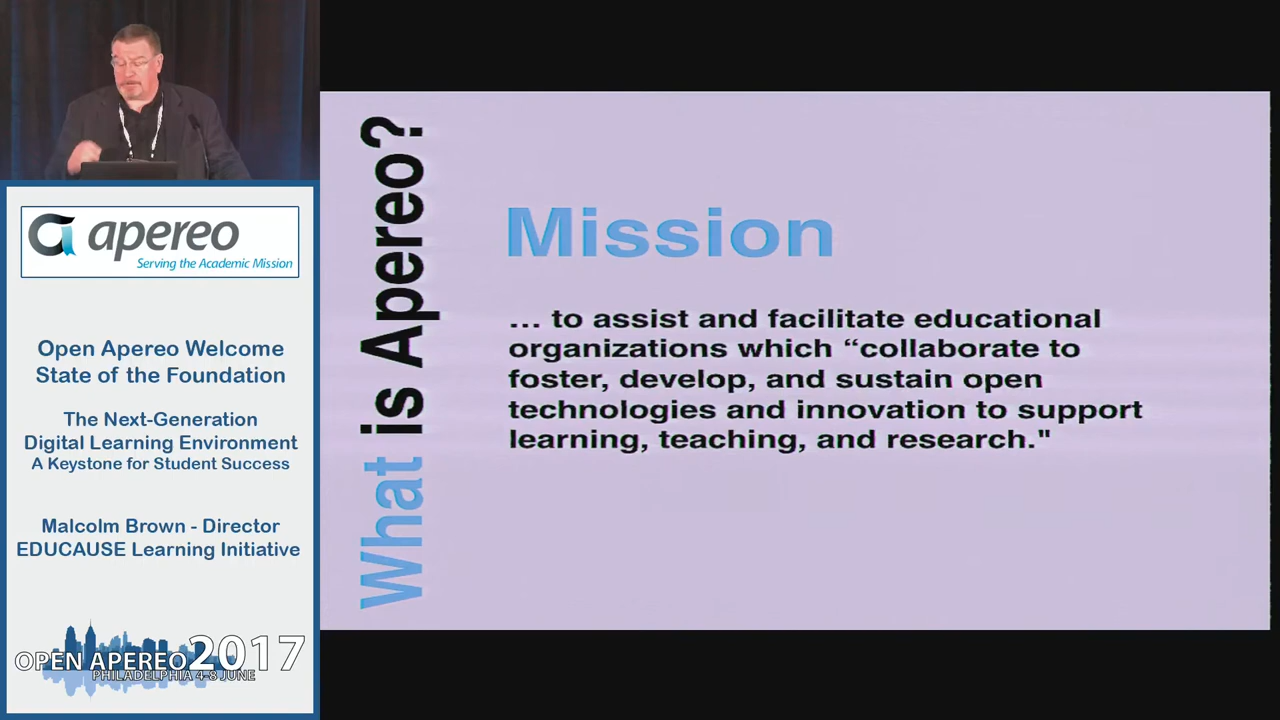 apereo
Serving the Academic Mission
Open Apereo Welcome
State of the Foundation
The Next-Generation
Digital Learning Environment
A Keystone for Student Success
Malcolm Brown - Director
EDUCAUSE Learning Initiative
OPEN APEREO 2017
PHILADELPHIA 4-8 JUNE
What is Apereo?
Mission
... to assist and facilitate educational
organizations which “collaborate to
foster, develop, and sustain open
technologies and innovation to support
learning, teaching, and research."